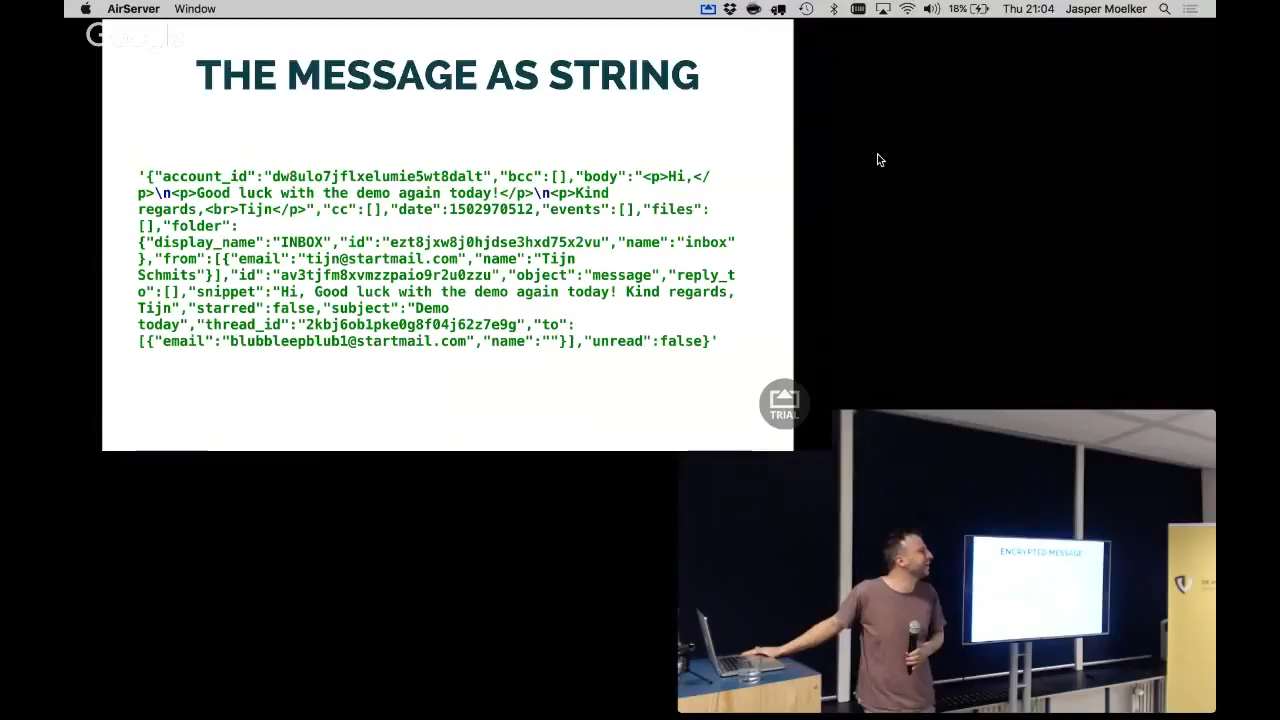 AirServer Window 18% Thu 21:04 Jasper Moelker
Google
THE MESSAGE AS STRING
'{"account_id":"dw8ulo7jflxelumie5wt8dalt","bcc":[],"body":"<p>Hi,</
p>\n<p>Good luck with the demo again today!</p>\n<p>Kind
regards,<br>Tijn</p>","cc":[],"date":1502970512,"events":[],"files":
[],"folder":
{"display_name":"INBOX","id":"ezt8jxw8j0hjdse3hxd75x2vu","name":"inbox"
},"from":[{"email":"tijn@startmail.com","name":"Tijn
Schmits"}],"id":"av3tjfm8xvmzzpaio9r2u0zzu","object":"message","reply_t
o":[],"snippet":"Hi, Good luck with the demo again today! Kind regards,
Tijn","starred":false,"subject":"Demo
today","thread_id":"2kbj6ob1pke0g8f04j62z7e9g","to":
[{"email":"blubbleepblub1@startmail.com","name":""}],"unread":false}'
TRIAL
ENCRYPTED MESSAGE